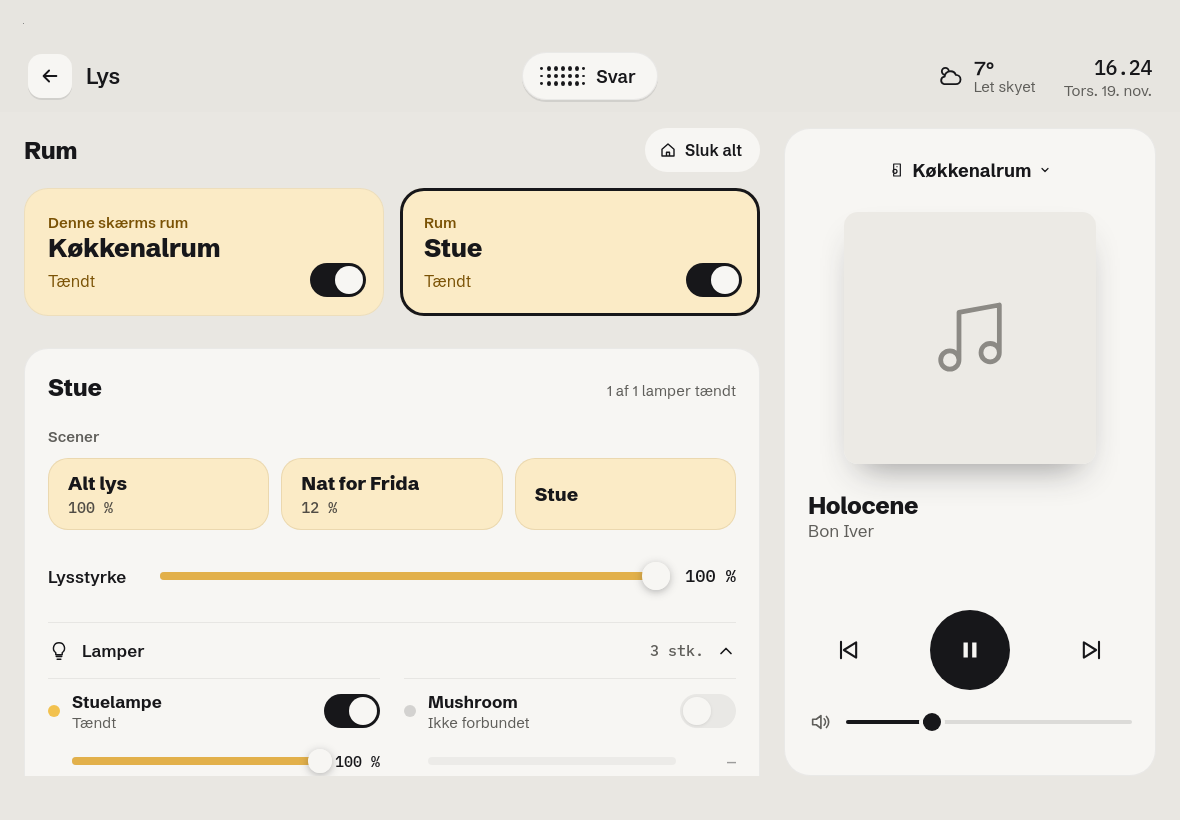 Lys
Svar
7°
Let skyet
16.24
Tors. 19. nov.
Rum
Sluk alt
Denne skærms rum
Køkkenalrum
Tændt
Rum
Stue
Tændt
Stue
1 af 1 lamper tændt
Scener
Alt lys
100 %
Nat for Frida
12 %
Stue
Lysstyrke
100 %
Lamper
3 stk.
Stuelampe
Tændt
100 %
Mushroom
Ikke forbundet
–
Køkkenalrum
Holocene
Bon Iver